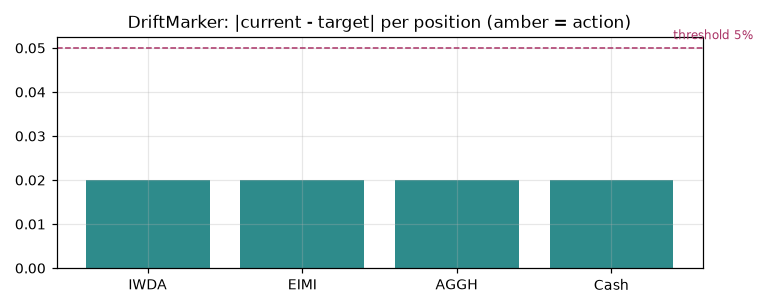 DriftMarker: |current - target| per position (amber = action)
threshold 5%
0.05
0.04
0.03
0.02
0.01
0.00
IWDA EIMI AGGH Cash